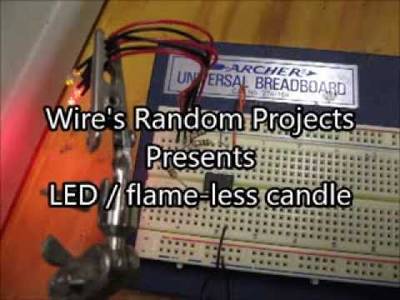 ARCHER
UNIVERSAL BREADBOARD
Wire's Random Projects
Presents
LED / flame-less candle